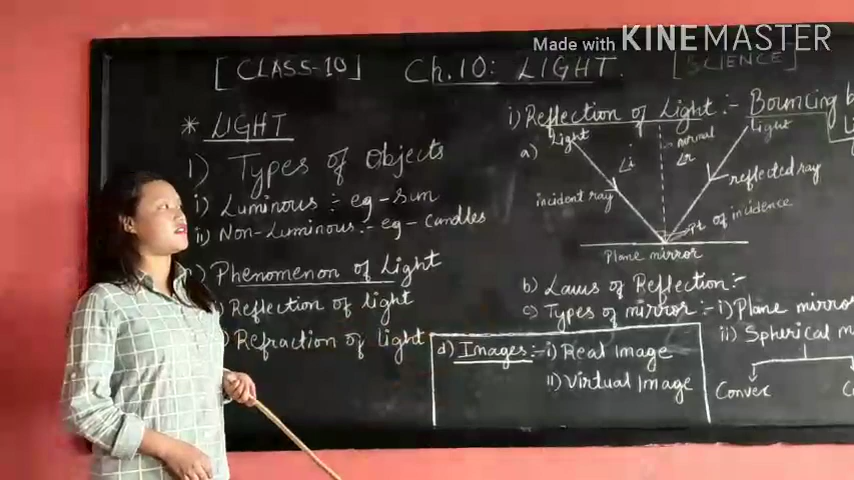 Made with KINEMASTER
[CLASS-10]
Ch.10: LIGHT.
[SCIENCE]
* LIGHT
1) Types of Objects
i) Luminous :- eg - Sun
ii) Non-Luminous :- eg - Candles
Phenomenon of Light
Reflection of light
Refraction of light
i) Reflection of Light :- Bouncing b
a)
Light
normal
Light
∠i
∠r
incident ray
reflected ray
pt of incidence
Plane mirror
b) Laws of Reflection :-
c) Types of mirror :- i) Plane mirror
ii) Spherical m
Convex
d) Images :- i) Real Image
ii) Virtual Image